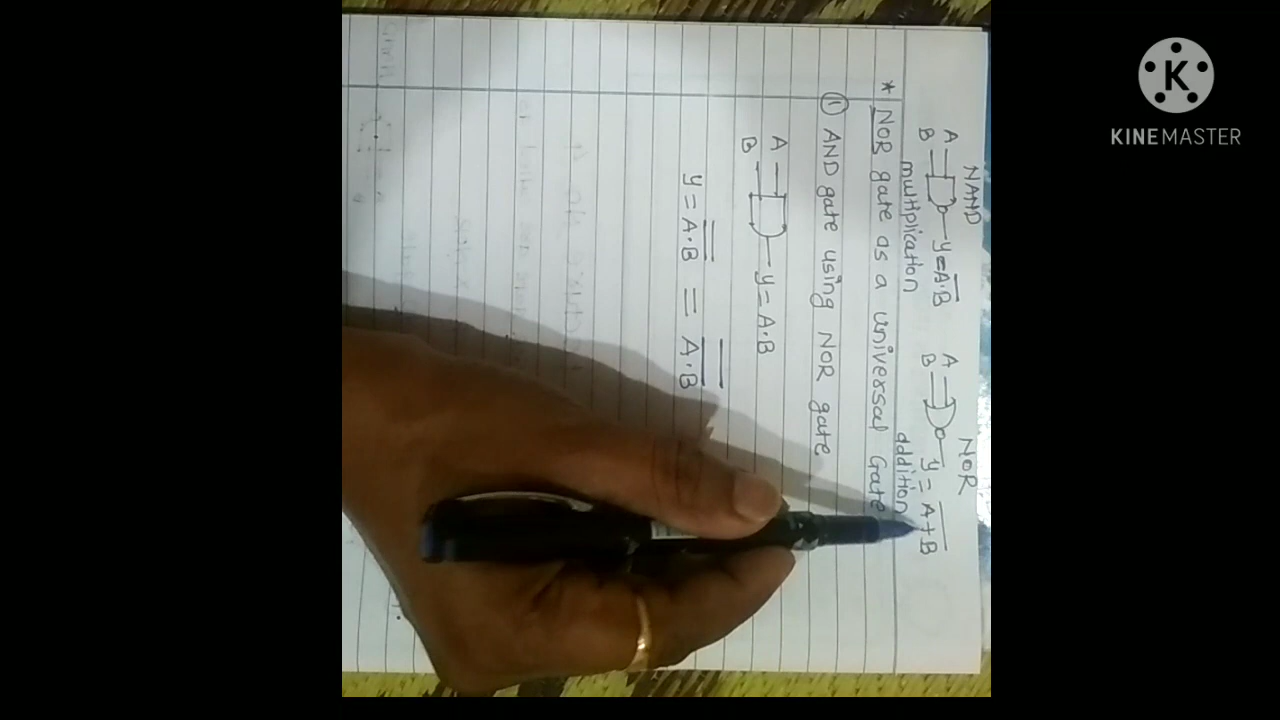 NAND NOR
A B y = A̅·̅B̅ A B y = A̅+̅B̅
multiplication addition
* NOR gate as a universal Gate
① AND gate using NOR gate
A
B y = A·B
y = A̿·̿B̿ = A̿·̿B̿
KINEMASTER